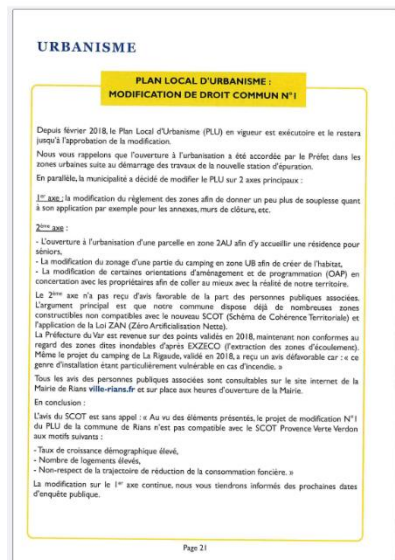 URBANISME
PLAN LOCAL D'URBANISME :
MODIFICATION DE DROIT COMMUN N°1
Depuis février 2018, le Plan Local d'Urbanisme (PLU) en vigueur est exécutoire et le restera
jusqu'à l'approbation de la modification.
Nous vous rappelons que l'ouverture à l'urbanisation a été accordée par le Préfet dans les
zones urbaines suite au démarrage des travaux de la nouvelle station d'épuration.
En parallèle, la municipalité a décidé de modifier le PLU sur 2 axes principaux :
1er axe : la modification du règlement des zones afin de donner un peu plus de souplesse quant
à son application par exemple pour les annexes, murs de clôture, etc.
2ème axe :
- L'ouverture à l'urbanisation d'une parcelle en zone 2AU afin d'y accueillir une résidence pour
séniors,
- La modification du zonage d'une partie du camping en zone UB afin de créer de l'habitat,
- La modification de certaines orientations d'aménagement et de programmation (OAP) en
concertation avec les propriétaires afin de coller au mieux avec la réalité de notre territoire.
Le 2ème axe n'a pas reçu d'avis favorable de la part des personnes publiques associées.
L'argument principal est que notre commune dispose déjà de nombreuses zones
constructibles non compatibles avec le nouveau SCOT (Schéma de Cohérence Territoriale) et
l'application de la Loi ZAN (Zéro Artificialisation Nette).
La Préfecture du Var est revenue sur des points validés en 2018, maintenant non conformes au
regard des zones dites inondables d'après EXZECO (l'extraction des zones d'écoulement).
Même le projet du camping de La Rigaude, validé en 2018, a reçu un avis défavorable car : « ce
genre d'installation étant particulièrement vulnérable en cas d'incendie. »
Tous les avis des personnes publiques associées sont consultables sur le site internet de la
Mairie de Rians ville-rians.fr et sur place aux heures d'ouverture de la Mairie.
En conclusion :
L'avis du SCOT est sans appel : « Au vu des éléments présentés, le projet de modification N°1
du PLU de la commune de Rians n'est pas compatible avec le SCOT Provence Verte Verdon
aux motifs suivants :
- Taux de croissance démographique élevé,
- Nombre de logements élevés,
- Non-respect de la trajectoire de réduction de la consommation foncière. »
La modification sur le 1er axe continue, nous vous tiendrons informés des prochaines dates
d'enquête publique.
Page 21